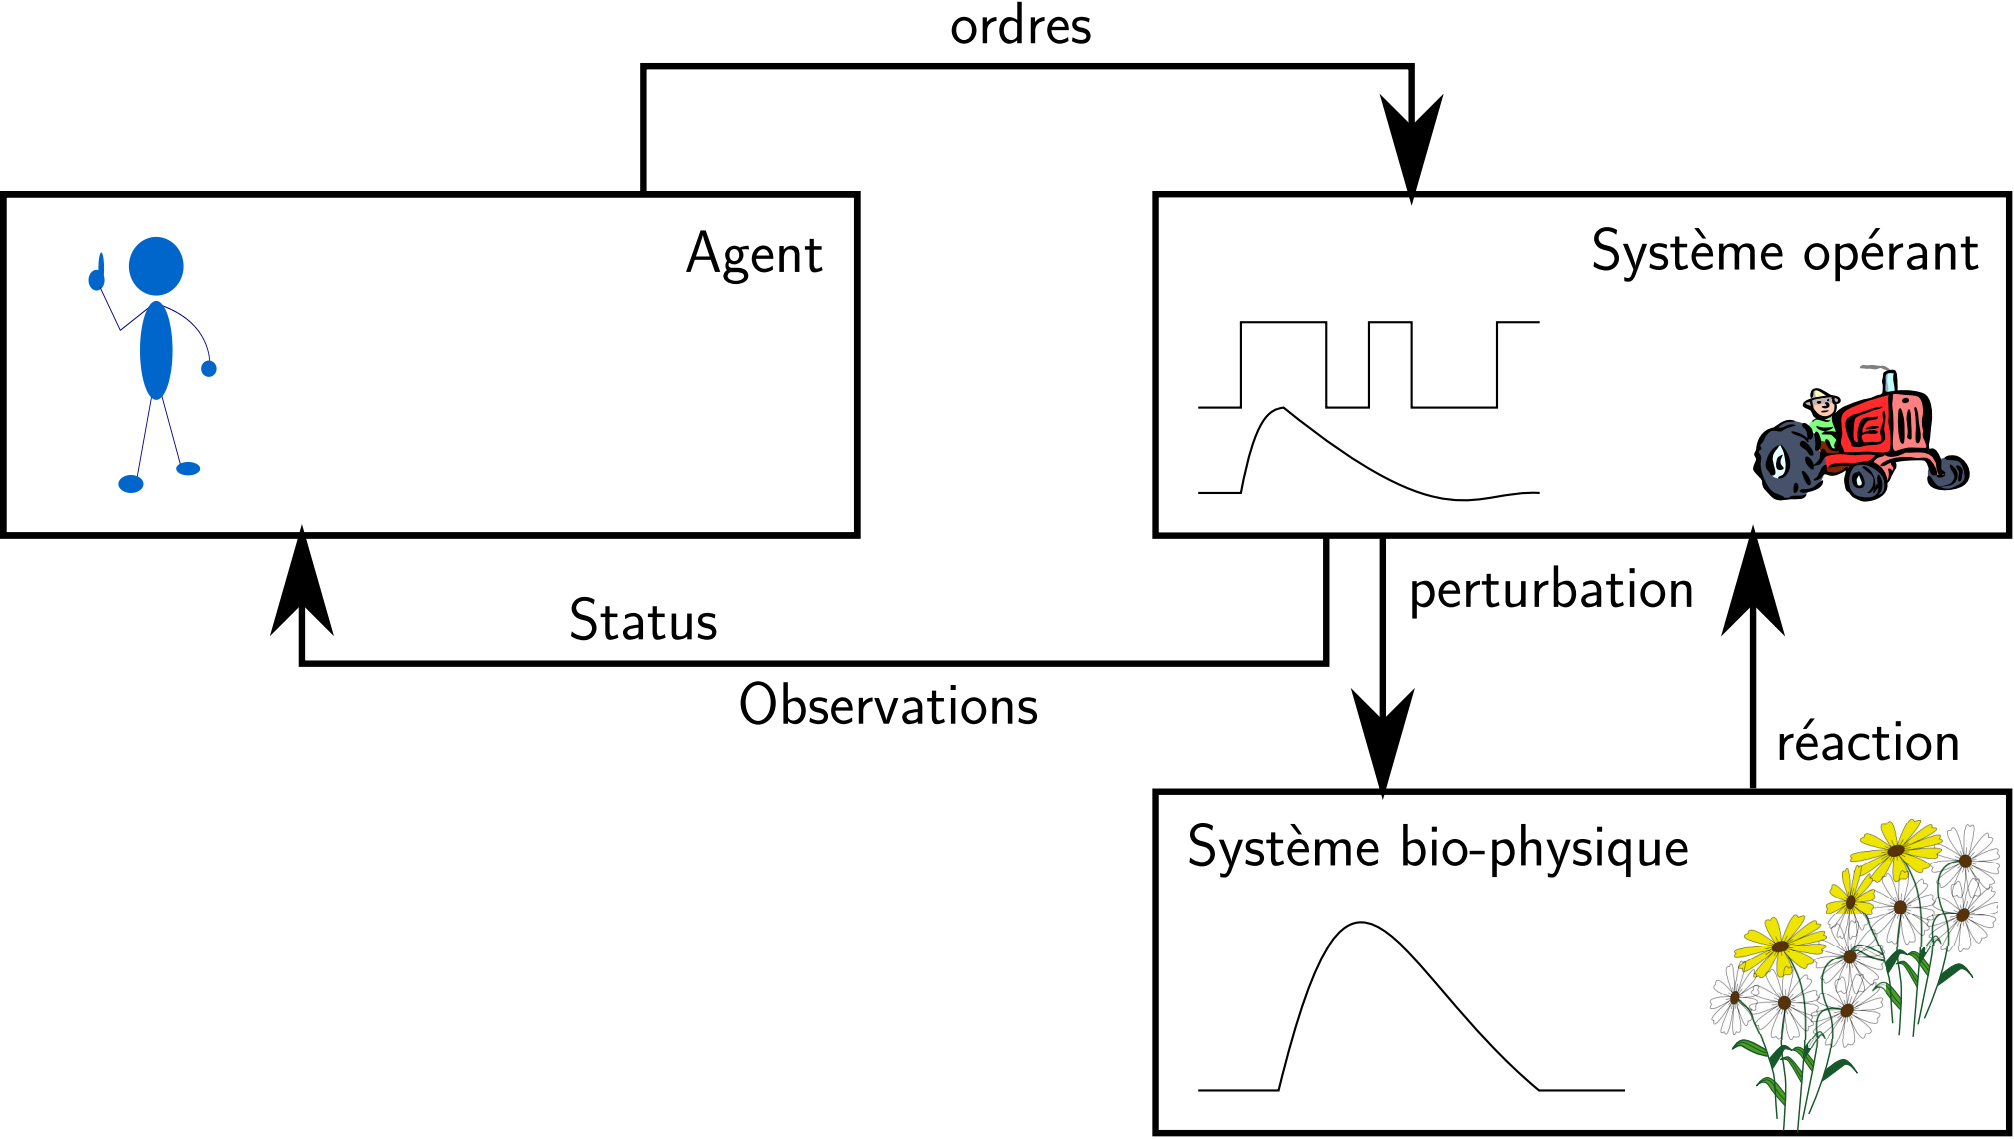 ordres
Agent
Système opérant
Status
Observations
perturbation
réaction
Système bio-physique